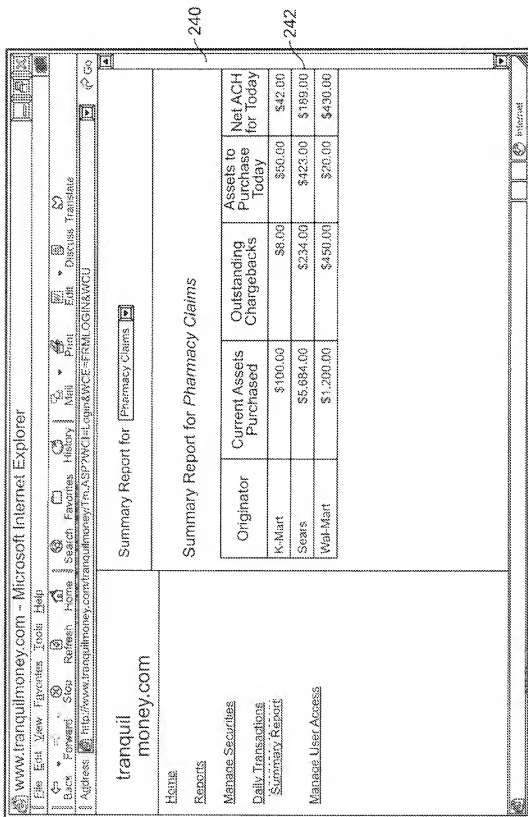 www.tranquilmoney.com - Microsoft Internet Explorer
File Edit View Favorites Tools Help
Back Forward Stop Refresh Home Search Favorites History Mail Print Edit Discuss Translate
Address http://www.tranquilmoney.com/tranquilmoney/Tm.ASP?WCI=Login&WCE=FRMLOGIN&WCU Go
tranquil
money.com
Home
Reports
Manage Securities
Daily Transactions
Summary Report
Manage User Access
Summary Report for Pharmacy Claims
Summary Report for Pharmacy Claims
Originator Current Assets Purchased Outstanding Chargebacks Assets to Purchase Today Net ACH for Today
K-Mart $100.00 $8.00 $50.00 $42.00
Sears $5,684.00 $234.00 $423.00 $189.00
Wal-Mart $1,200.00 $450.00 $20.00 $430.00
Internet
240
242